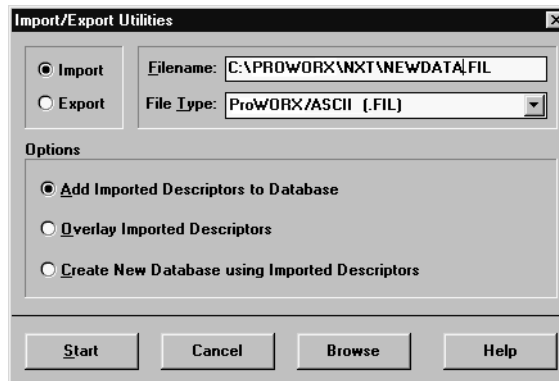 Import/Export Utilities
Import
Filename: C:\PROWORX\NXT\NEWDATA.FIL
Export
File Type: ProWORX/ASCII (.FIL)
Options
Add Imported Descriptors to Database
Overlay Imported Descriptors
Create New Database using Imported Descriptors
Start Cancel Browse Help